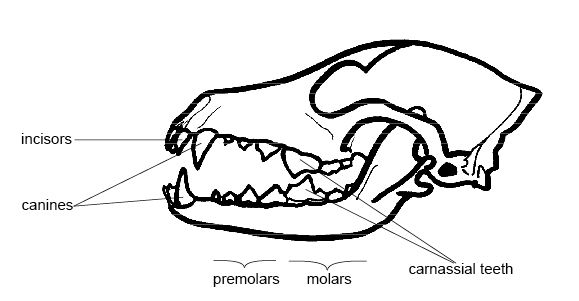 incisors
canines
premolars
molars
carnassial teeth